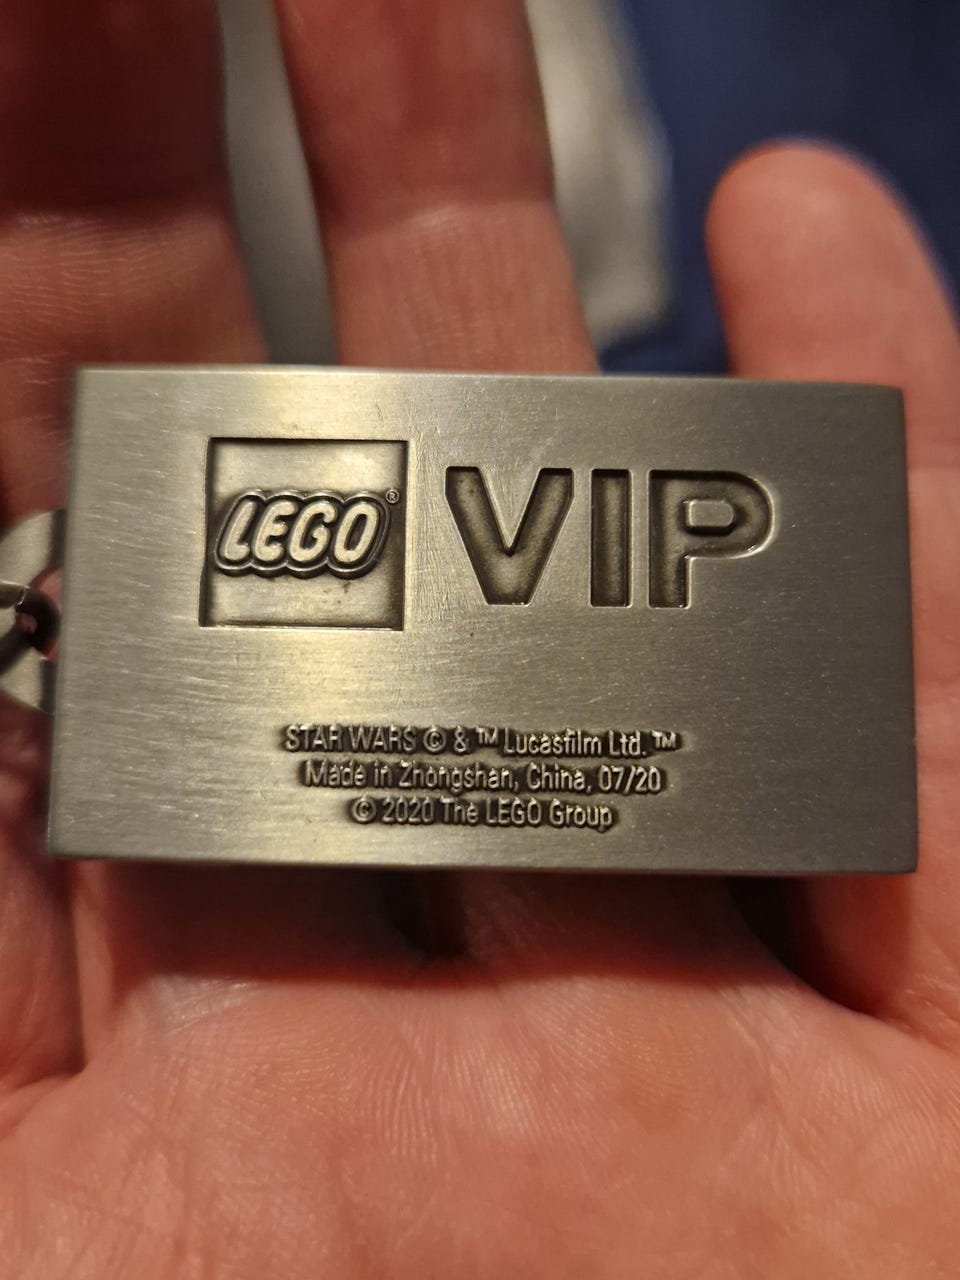 LEGO® VIP
STAR WARS © & ™ Lucasfilm Ltd. ™
Made in Zhongshan, China, 07/20
© 2020 The LEGO Group